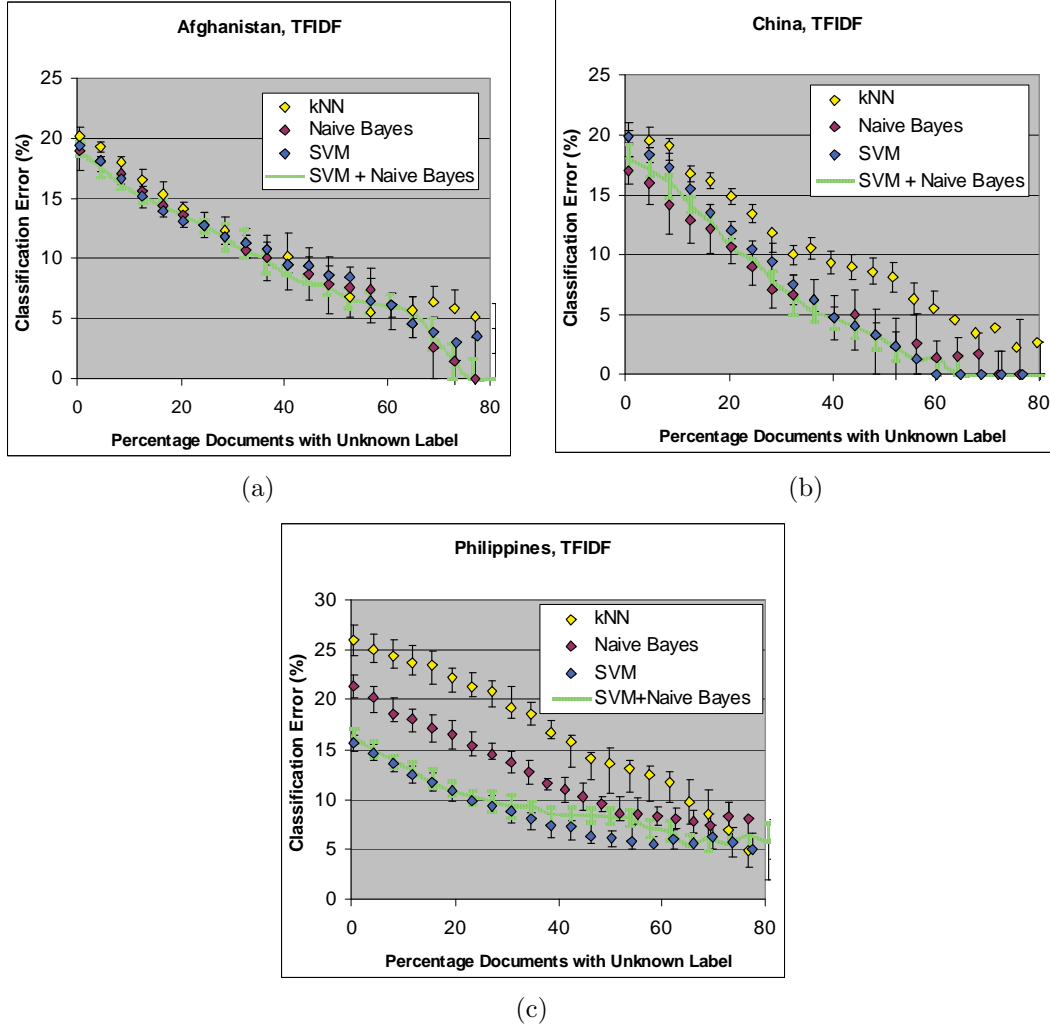 Afghanistan, TFIDF
25
20
15
10
5
0
Classification Error (%)
kNN
Naive Bayes
SVM
SVM + Naive Bayes
0 20 40 60 80
Percentage Documents with Unknown Label
(a)
China, TFIDF
25
20
15
10
5
0
Classification Error (%)
kNN
Naive Bayes
SVM
SVM + Naive Bayes
0 20 40 60 80
Percentage Documents with Unknown Label
(b)
Philippines, TFIDF
30
25
20
15
10
5
0
Classification Error (%)
kNN
Naive Bayes
SVM
SVM+Naive Bayes
0 20 40 60 80
Percentage Documents with Unknown Label
(c)